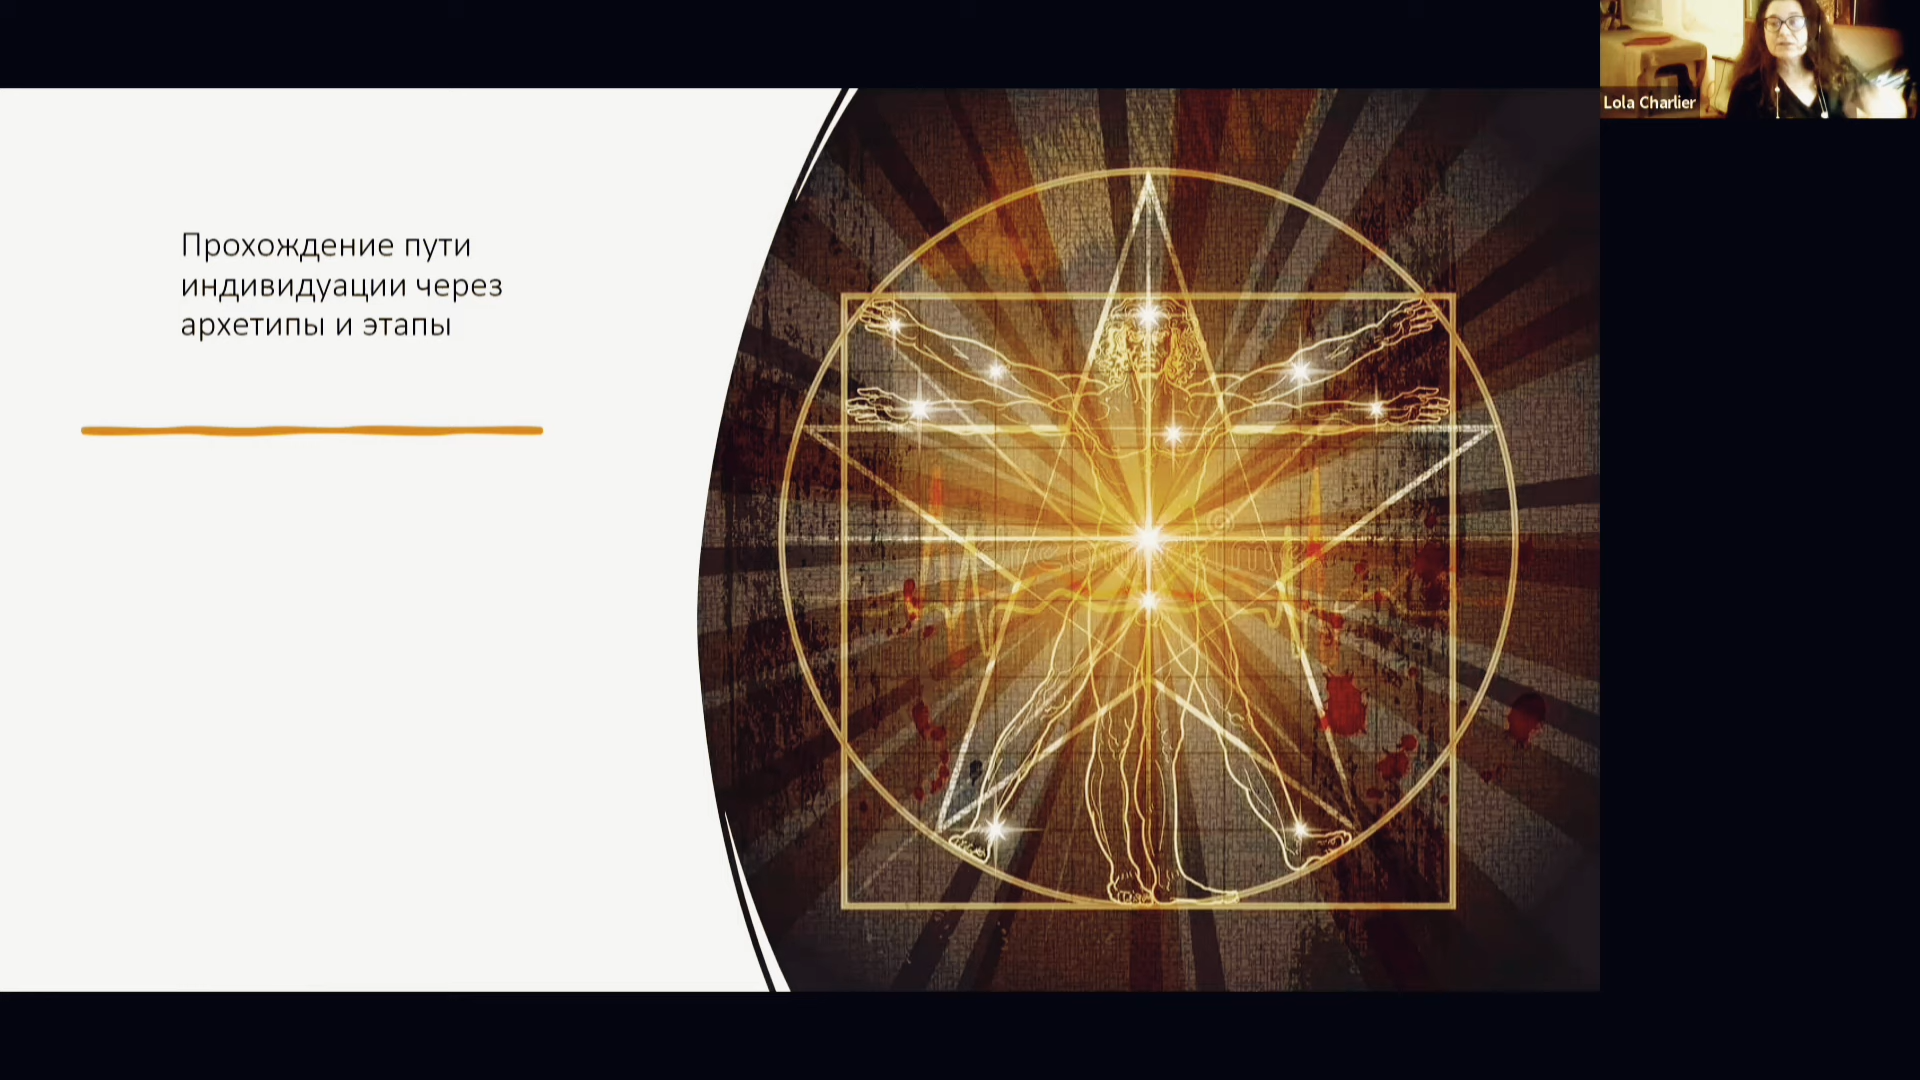 Прохождение пути
индивидуации через
архетипы и этапы
Lola Charlier